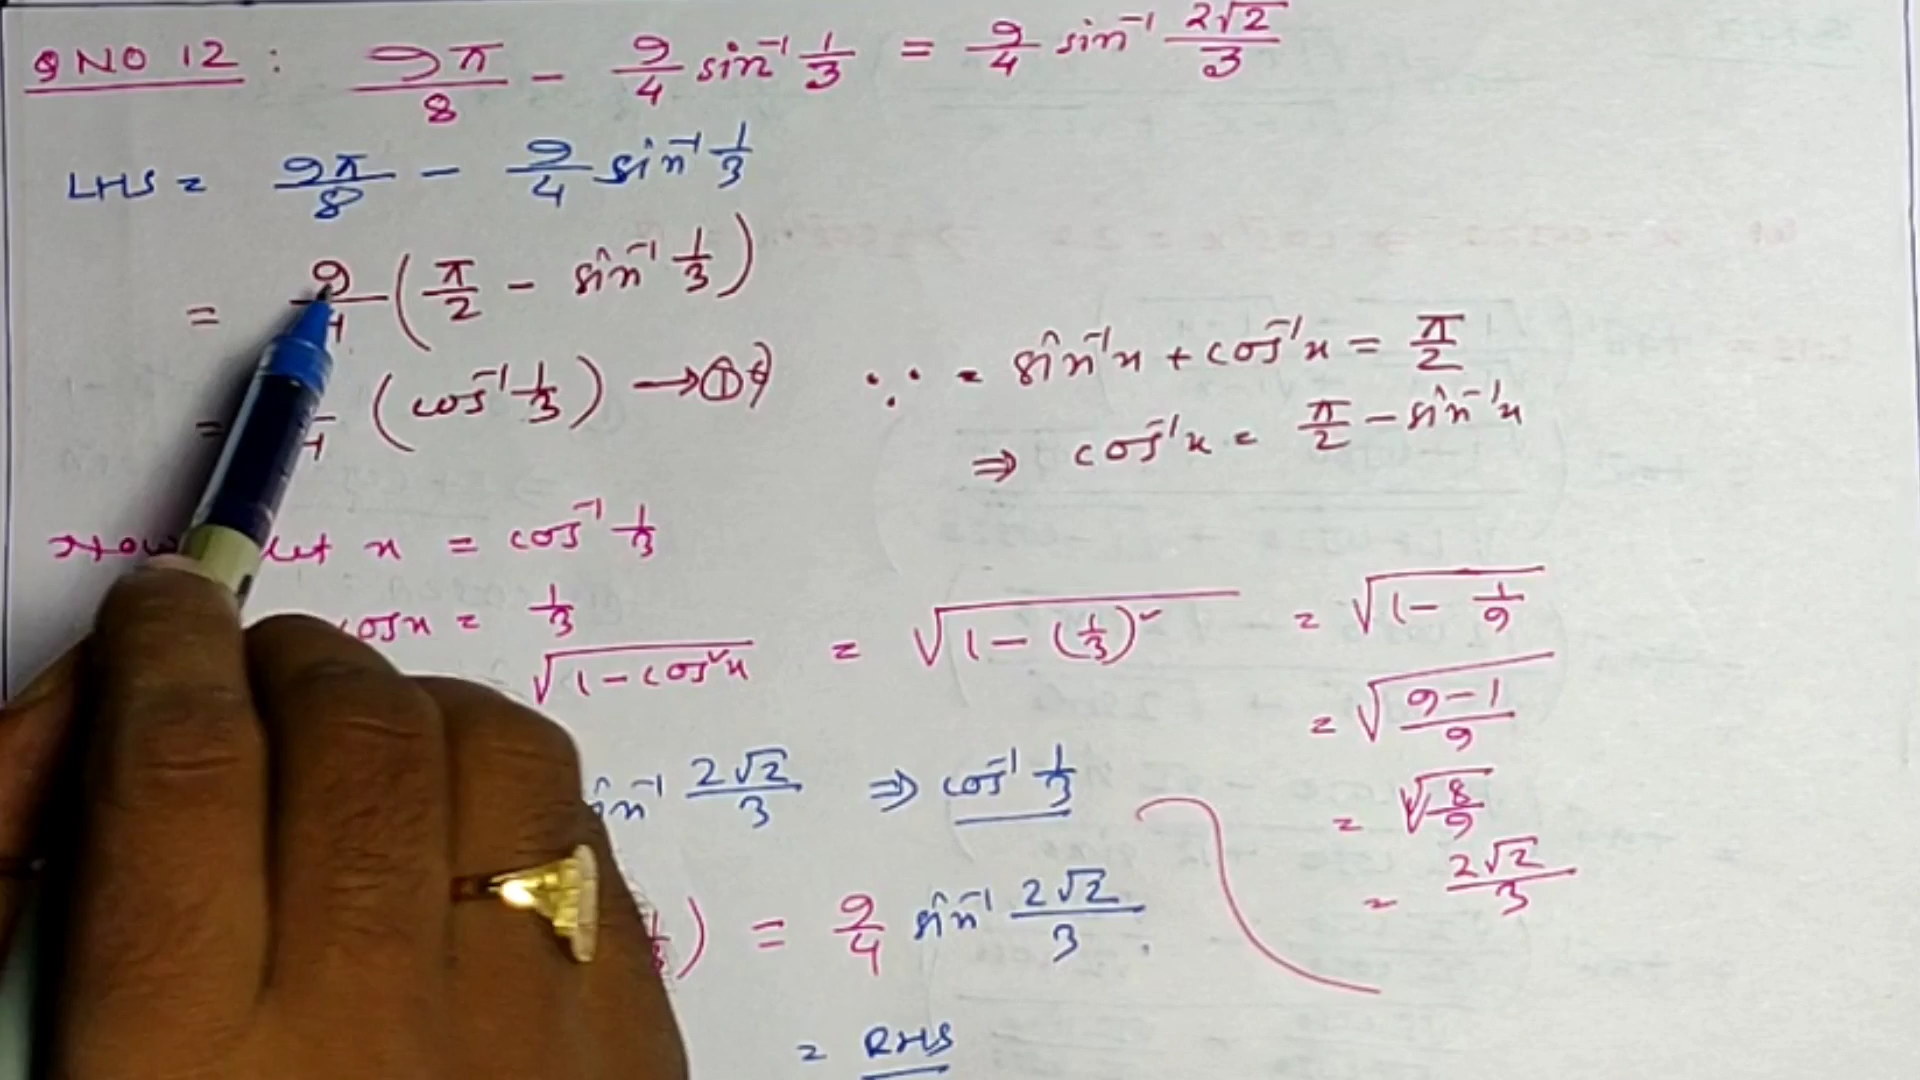 Q NO 12 : 9π/8 - 9/4 sin⁻¹ 1/3 = 9/4 sin⁻¹ 2√2/3
LHS = 9π/8 - 9/4 sin⁻¹ 1/3
= 9/4 (π/2 - sin⁻¹ 1/3)
= (cos⁻¹ 1/3) → ①
∵ sin⁻¹x + cos⁻¹x = π/2
⇒ cos⁻¹x = π/2 - sin⁻¹x
Now let x = cos⁻¹ 1/3
cosx = 1/3
√(1 - cos²x) = √(1 - (1/3)²) = √(1 - 1/9)
= √((9-1)/9)
= √(8/9)
= 2√2/3
sin⁻¹ 2√2/3 ⇒ cos⁻¹ 1/3
) = 9/4 sin⁻¹ 2√2/3 .
= RHS